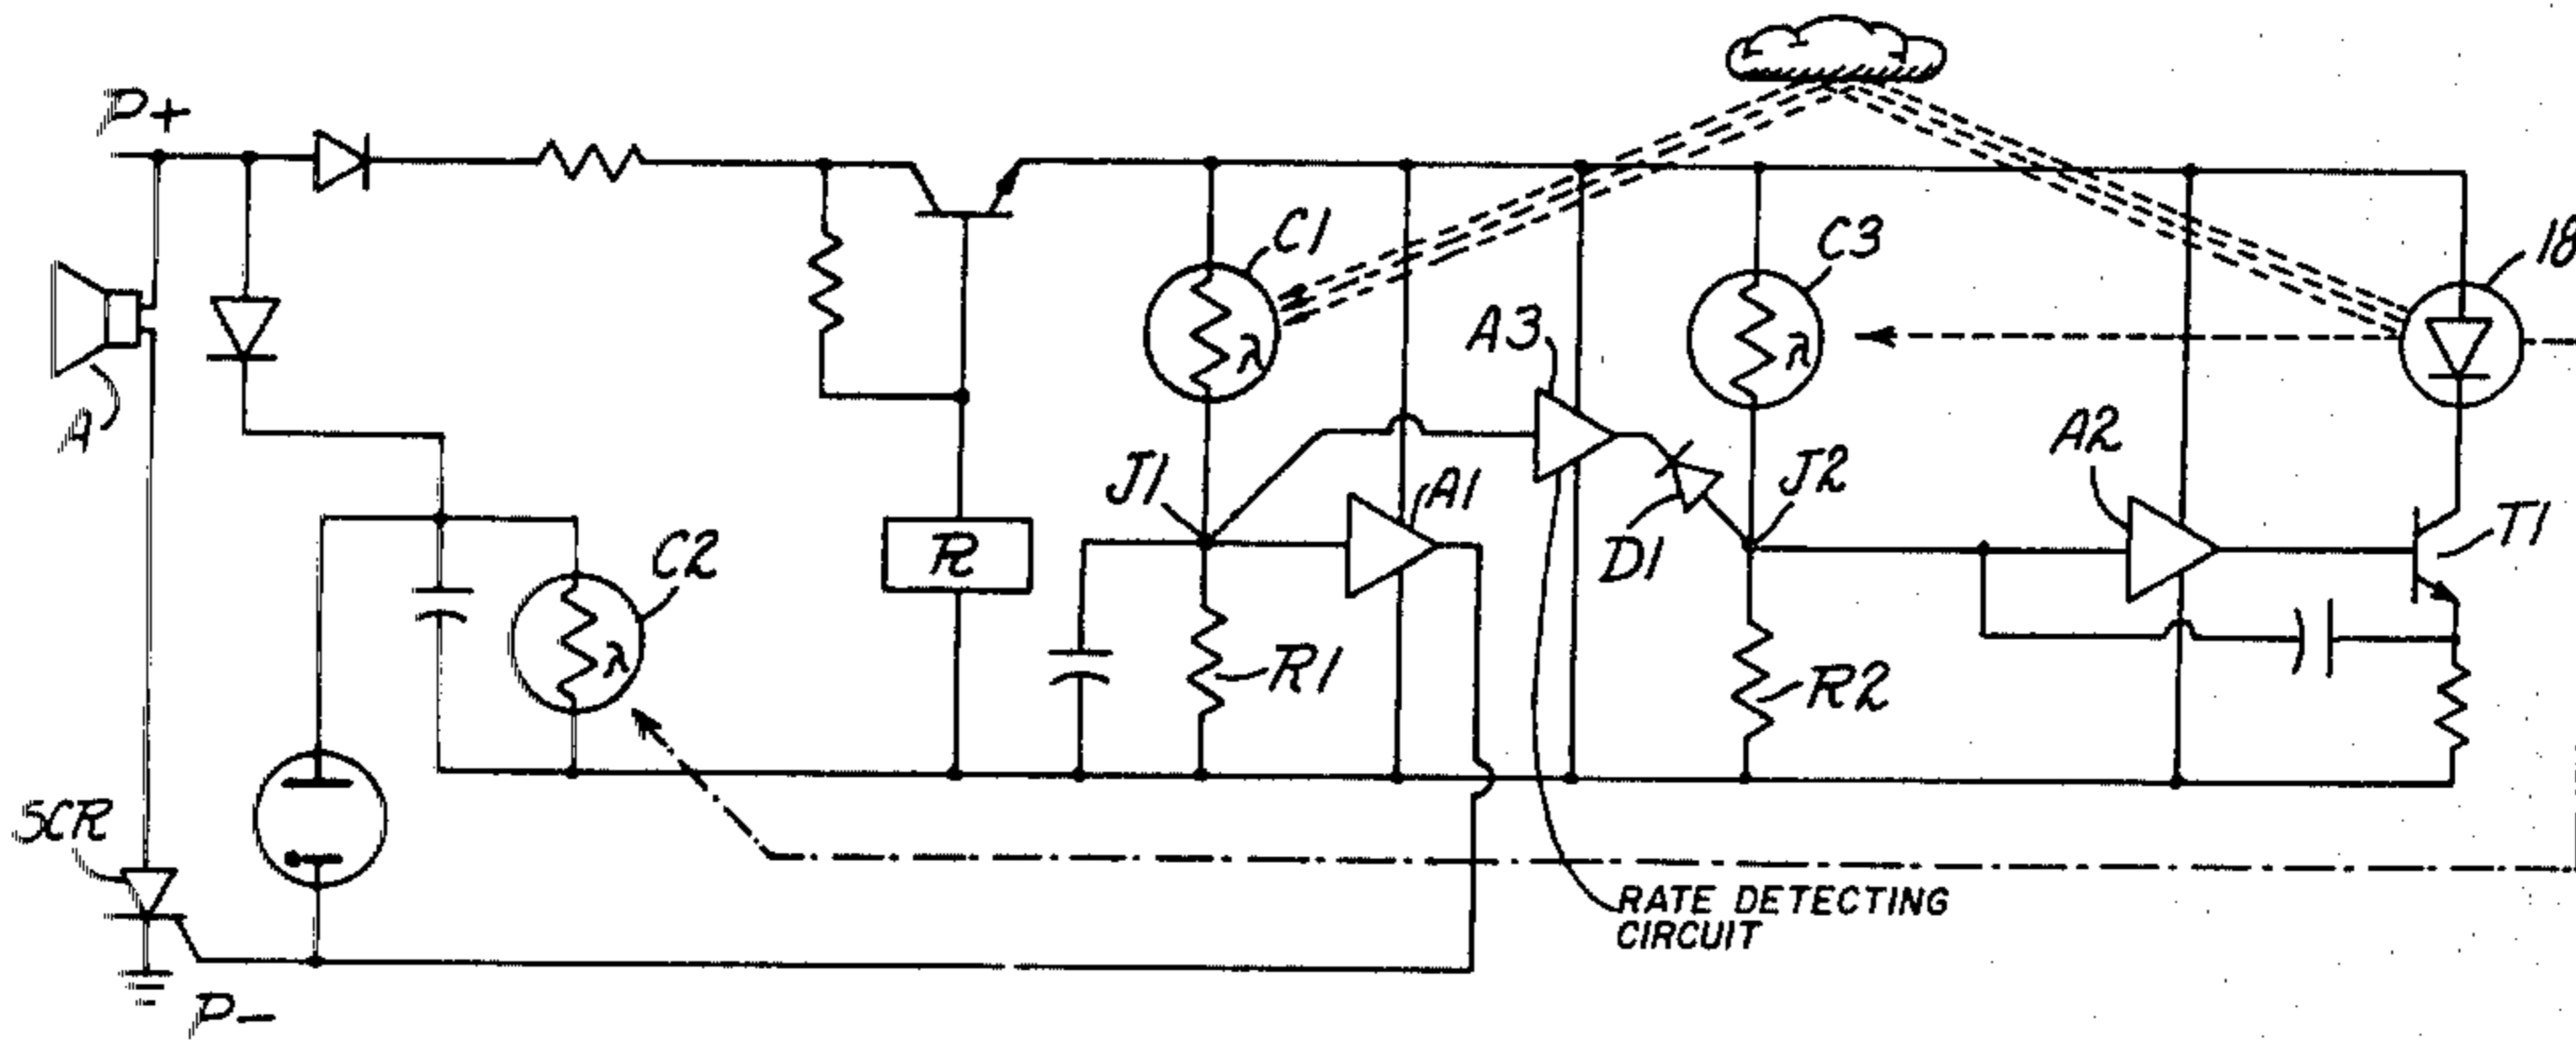 P+
C1
C3
18
A3
A
J1
A1
J2
A2
C2
R
D1
T1
R1
R2
SCR
RATE DETECTING
CIRCUIT
P-
λ
λ
λ